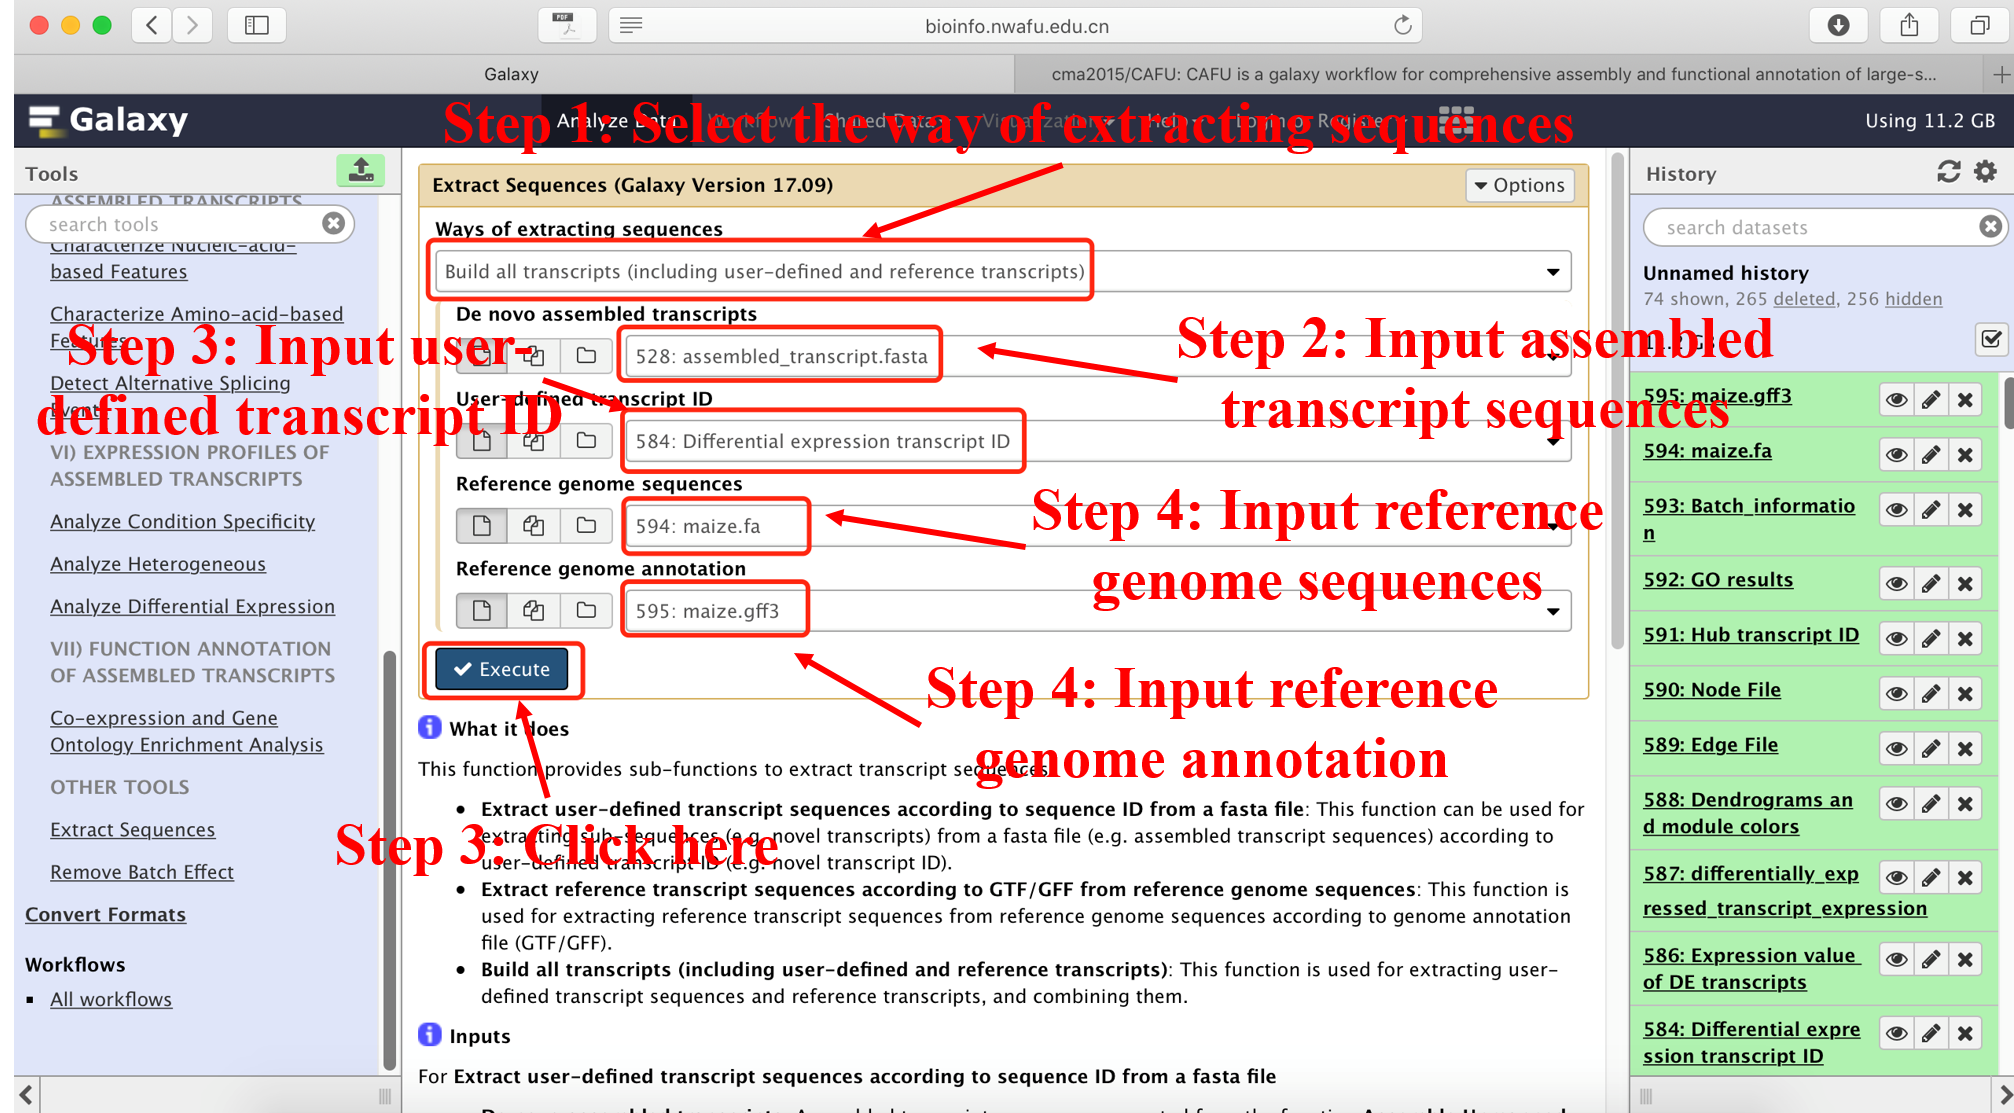 bioinfo.nwafu.edu.cn
Galaxy
cma2015/CAFU: CAFU is a galaxy workflow for comprehensive assembly and functional annotation of large-s...
Galaxy
Analyze Data Workflow Shared Data Visualization Help Login or Register
Using 11.2 GB
Step 1: Select the way of extracting sequences
Tools
ASSEMBLED TRANSCRIPTS
search tools
Characterize Nucleic-acid-
based Features
Characterize Amino-acid-based
Features
Detect Alternative Splicing
Events
VI) EXPRESSION PROFILES OF
ASSEMBLED TRANSCRIPTS
Analyze Condition Specificity
Analyze Heterogeneous
Analyze Differential Expression
VII) FUNCTION ANNOTATION
OF ASSEMBLED TRANSCRIPTS
Co-expression and Gene
Ontology Enrichment Analysis
OTHER TOOLS
Extract Sequences
Remove Batch Effect
Convert Formats
Workflows
All workflows
Extract Sequences (Galaxy Version 17.09)
Options
Ways of extracting sequences
Build all transcripts (including user-defined and reference transcripts)
De novo assembled transcripts
528: assembled_transcript.fasta
Step 2: Input assembled
transcript sequences
Step 3: Input user-
defined transcript ID
User-defined transcript ID
584: Differential expression transcript ID
Reference genome sequences
594: maize.fa
Step 4: Input reference
genome sequences
Reference genome annotation
595: maize.gff3
Step 4: Input reference
genome annotation
Execute
Step 3: Click here
What it does
This function provides sub-functions to extract transcript sequences
Extract user-defined transcript sequences according to sequence ID from a fasta file: This function can be used for
extracting sub-sequences (e.g. novel transcripts) from a fasta file (e.g. assembled transcript sequences) according to
user-defined transcript ID (e.g. novel transcript ID).
Extract reference transcript sequences according to GTF/GFF from reference genome sequences: This function is
used for extracting reference transcript sequences from reference genome sequences according to genome annotation
file (GTF/GFF).
Build all transcripts (including user-defined and reference transcripts): This function is used for extracting user-
defined transcript sequences and reference transcripts, and combining them.
Inputs
For Extract user-defined transcript sequences according to sequence ID from a fasta file
History
search datasets
Unnamed history
74 shown, 265 deleted, 256 hidden
595: maize.gff3
594: maize.fa
593: Batch_informatio
n
592: GO results
591: Hub transcript ID
590: Node File
589: Edge File
588: Dendrograms an
d module colors
587: differentially_exp
ressed_transcript_expression
586: Expression value
of DE transcripts
584: Differential expre
ssion transcript ID